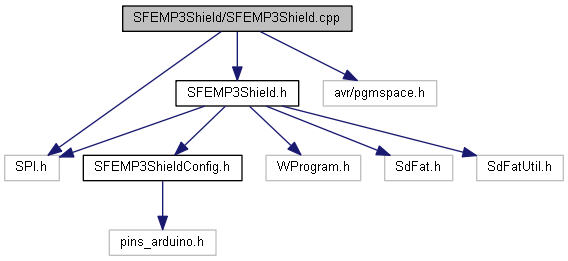 SFEMP3Shield/SFEMP3Shield.cpp
SFEMP3Shield.h
avr/pgmspace.h
SPI.h
SFEMP3ShieldConfig.h
WProgram.h
SdFat.h
SdFatUtil.h
pins_arduino.h